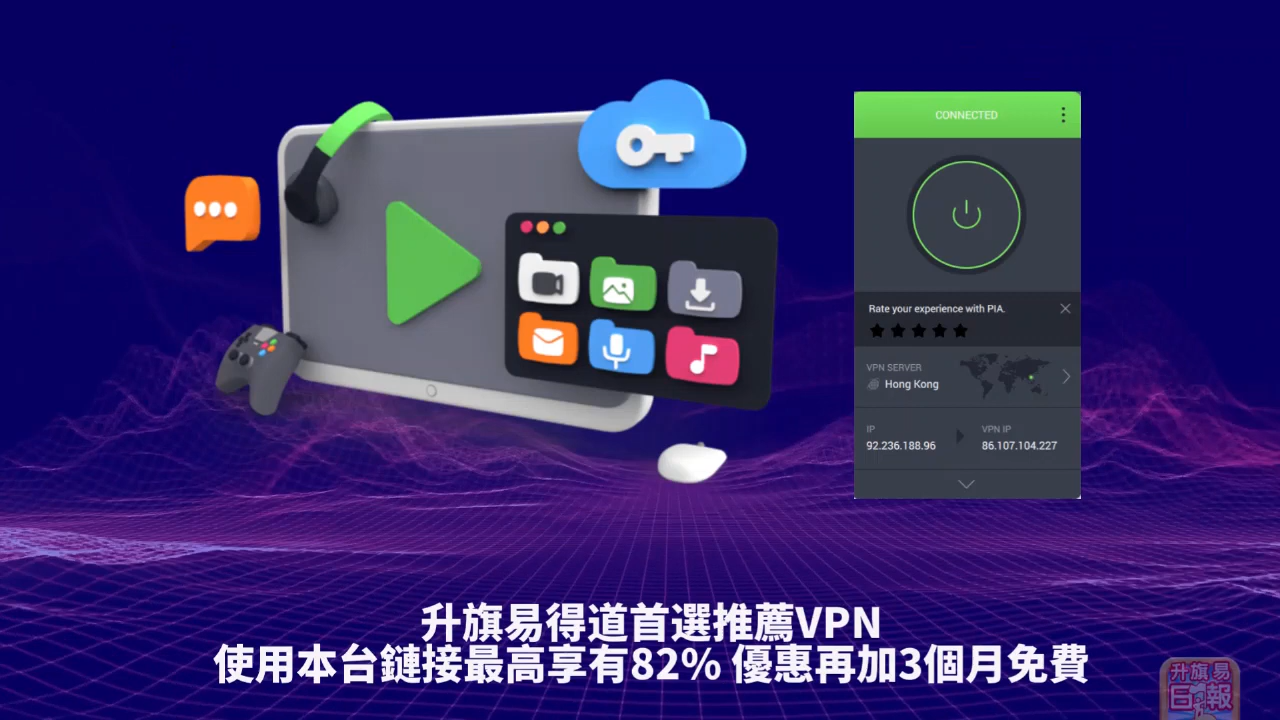 CONNECTED
Rate your experience with PIA.
VPN SERVER
Hong Kong
IP
92.236.188.96
VPN IP
86.107.104.227
升旗易得道首選推薦VPN
使用本台鏈接最高享有82% 優惠再加3個月免費
升旗易
日報